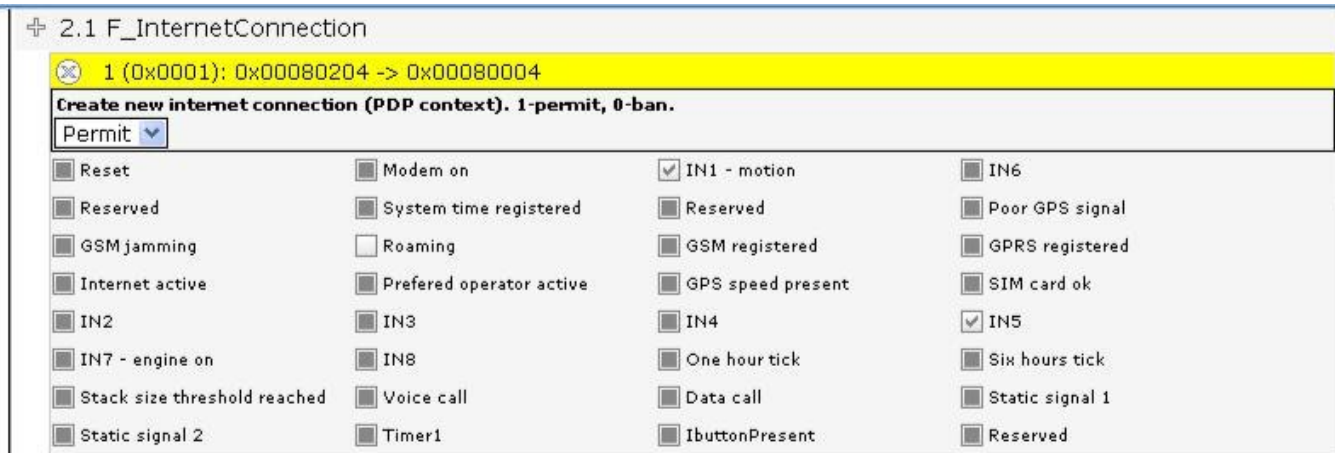 2.1 F_InternetConnection
1 (0x0001): 0x00080204 -> 0x00080004
Create new internet connection (PDP context). 1-permit, 0-ban.
Permit
Reset Modem on IN1 - motion IN6
Reserved System time registered Reserved Poor GPS signal
GSM jamming Roaming GSM registered GPRS registered
Internet active Prefered operator active GPS speed present SIM card ok
IN2 IN3 IN4 IN5
IN7 - engine on IN8 One hour tick Six hours tick
Stack size threshold reached Voice call Data call Static signal 1
Static signal 2 Timer1 IbuttonPresent Reserved